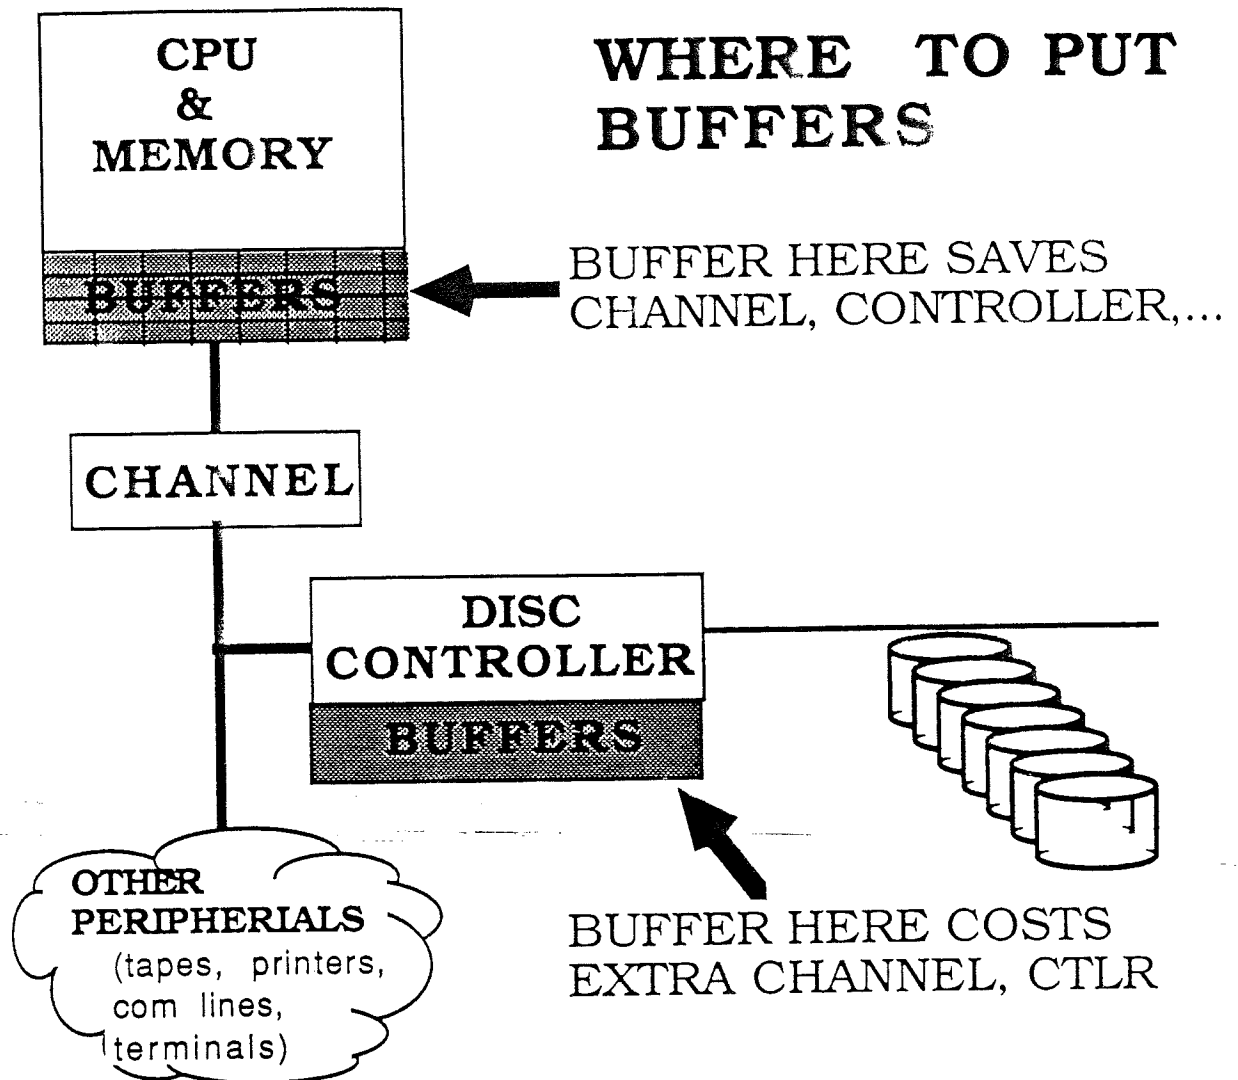 WHERE TO PUT
BUFFERS
CPU
&
MEMORY
BUFFERS
BUFFER HERE SAVES
CHANNEL, CONTROLLER,...
CHANNEL
DISC
CONTROLLER
BUFFERS
OTHER
PERIPHERIALS
(tapes, printers,
com lines,
terminals)
BUFFER HERE COSTS
EXTRA CHANNEL, CTLR